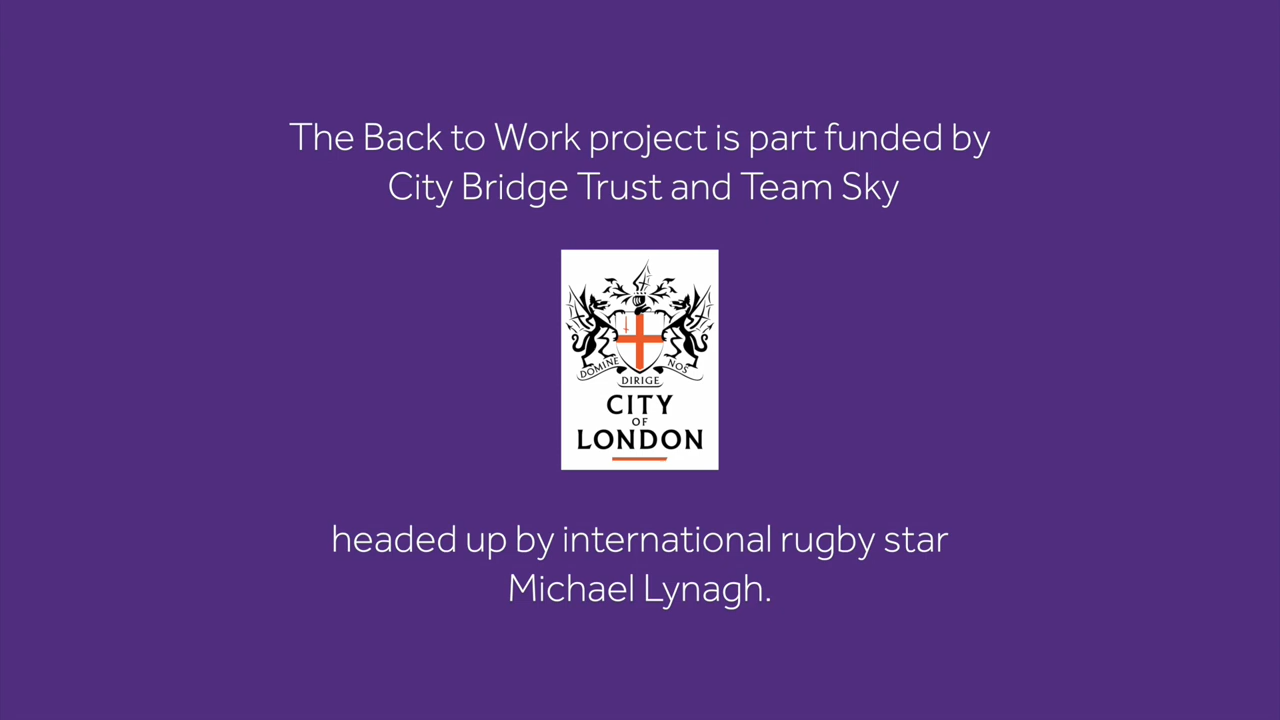 The Back to Work project is part funded by
City Bridge Trust and Team Sky
DOMINE DIRIGE NOS
CITY
OF
LONDON
headed up by international rugby star
Michael Lynagh.